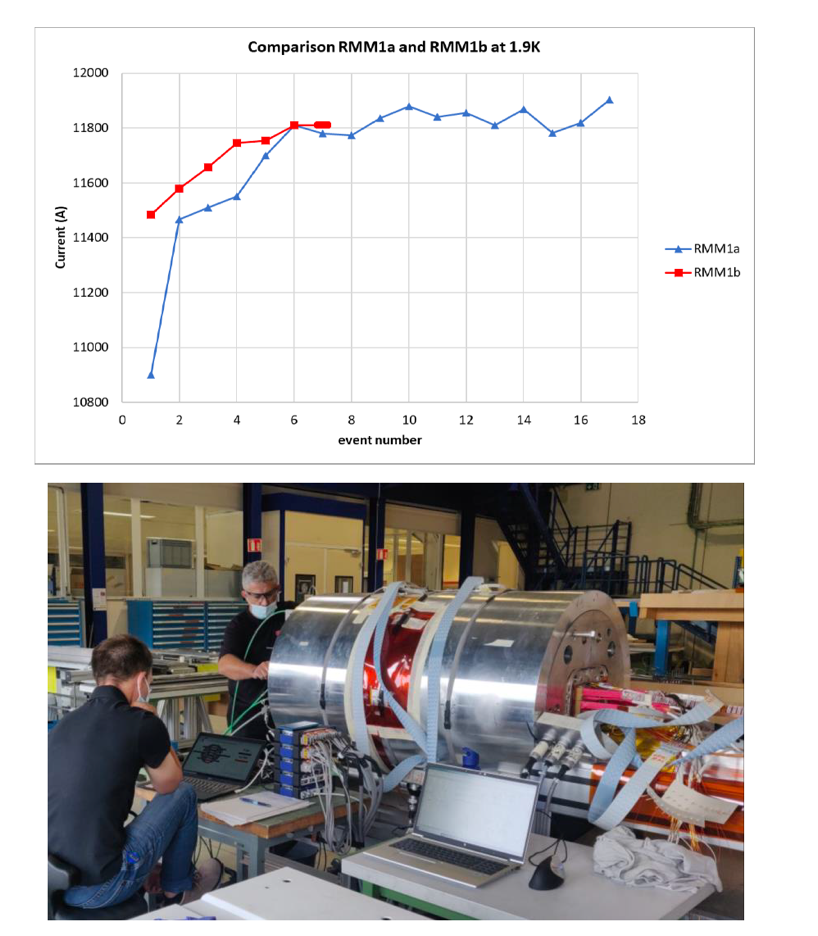 Comparison RMM1a and RMM1b at 1.9K
12000
11800
11600
11400
11200
11000
10800
Current (A)
0 2 4 6 8 10 12 14 16 18
event number
RMM1a
RMM1b